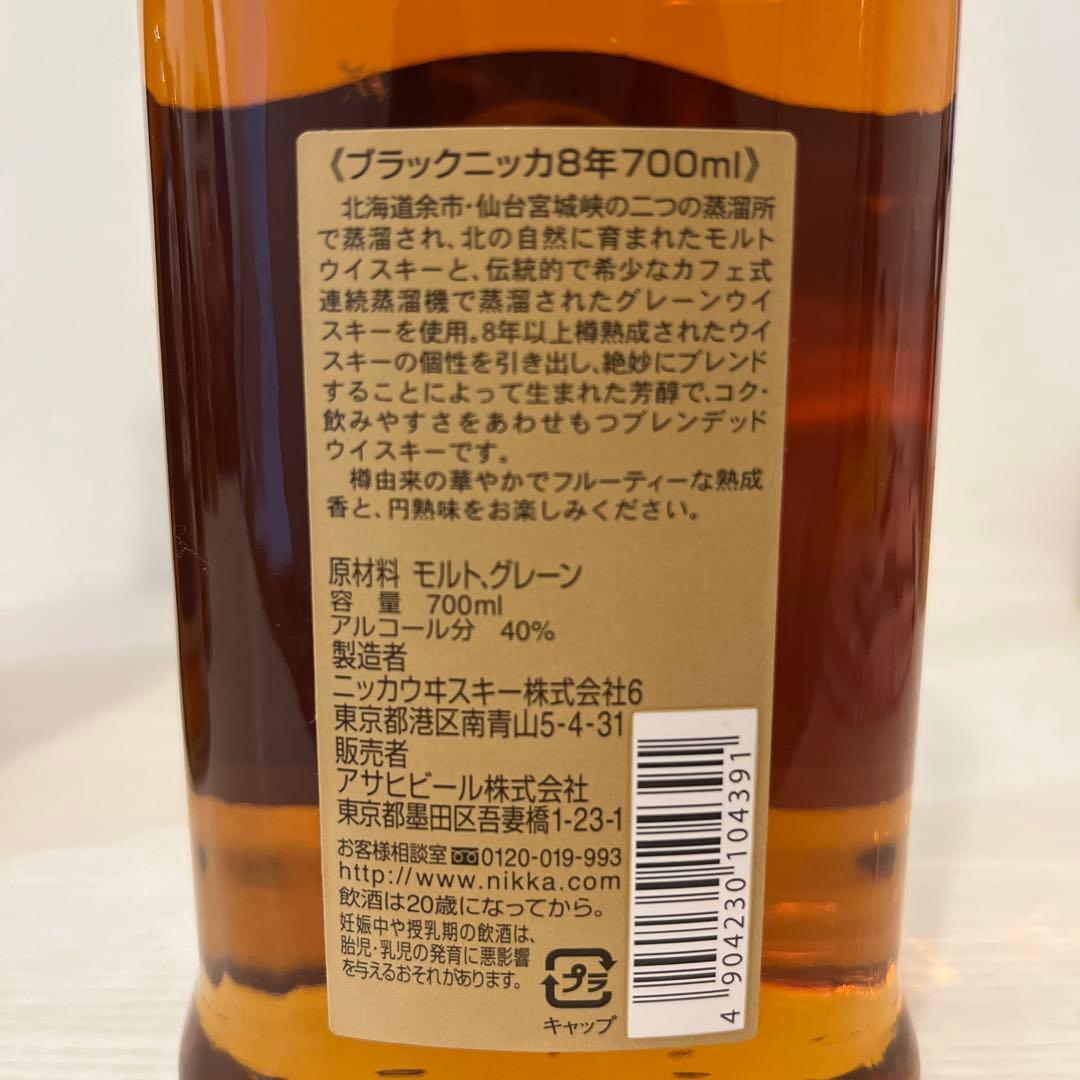 《ブラックニッカ8年700ml》
北海道余市・仙台宮城峡の二つの蒸溜所
で蒸溜され、北の自然に育まれたモルト
ウイスキーと、伝統的で希少なカフェ式
連続蒸溜機で蒸溜されたグレーンウイ
スキーを使用。8年以上樽熟成されたウイ
スキーの個性を引き出し、絶妙にブレンド
することによって生まれた芳醇で、コク・
飲みやすさをあわせもつブレンデッド
ウイスキーです。
樽由来の華やかでフルーティーな熟成
香と、円熟味をお楽しみください。
原材料 モルト、グレーン
容量 700ml
アルコール分 40%
製造者
ニッカウヰスキー株式会社6
東京都港区南青山5-4-31
販売者
アサヒビール株式会社
東京都墨田区吾妻橋1-23-1
お客様相談室 0120-019-993
http://www.nikka.com
飲酒は20歳になってから。
妊娠中や授乳期の飲酒は、
胎児・乳児の発育に悪影響
を与えるおそれがあります。
プラ
キャップ
4904230104391